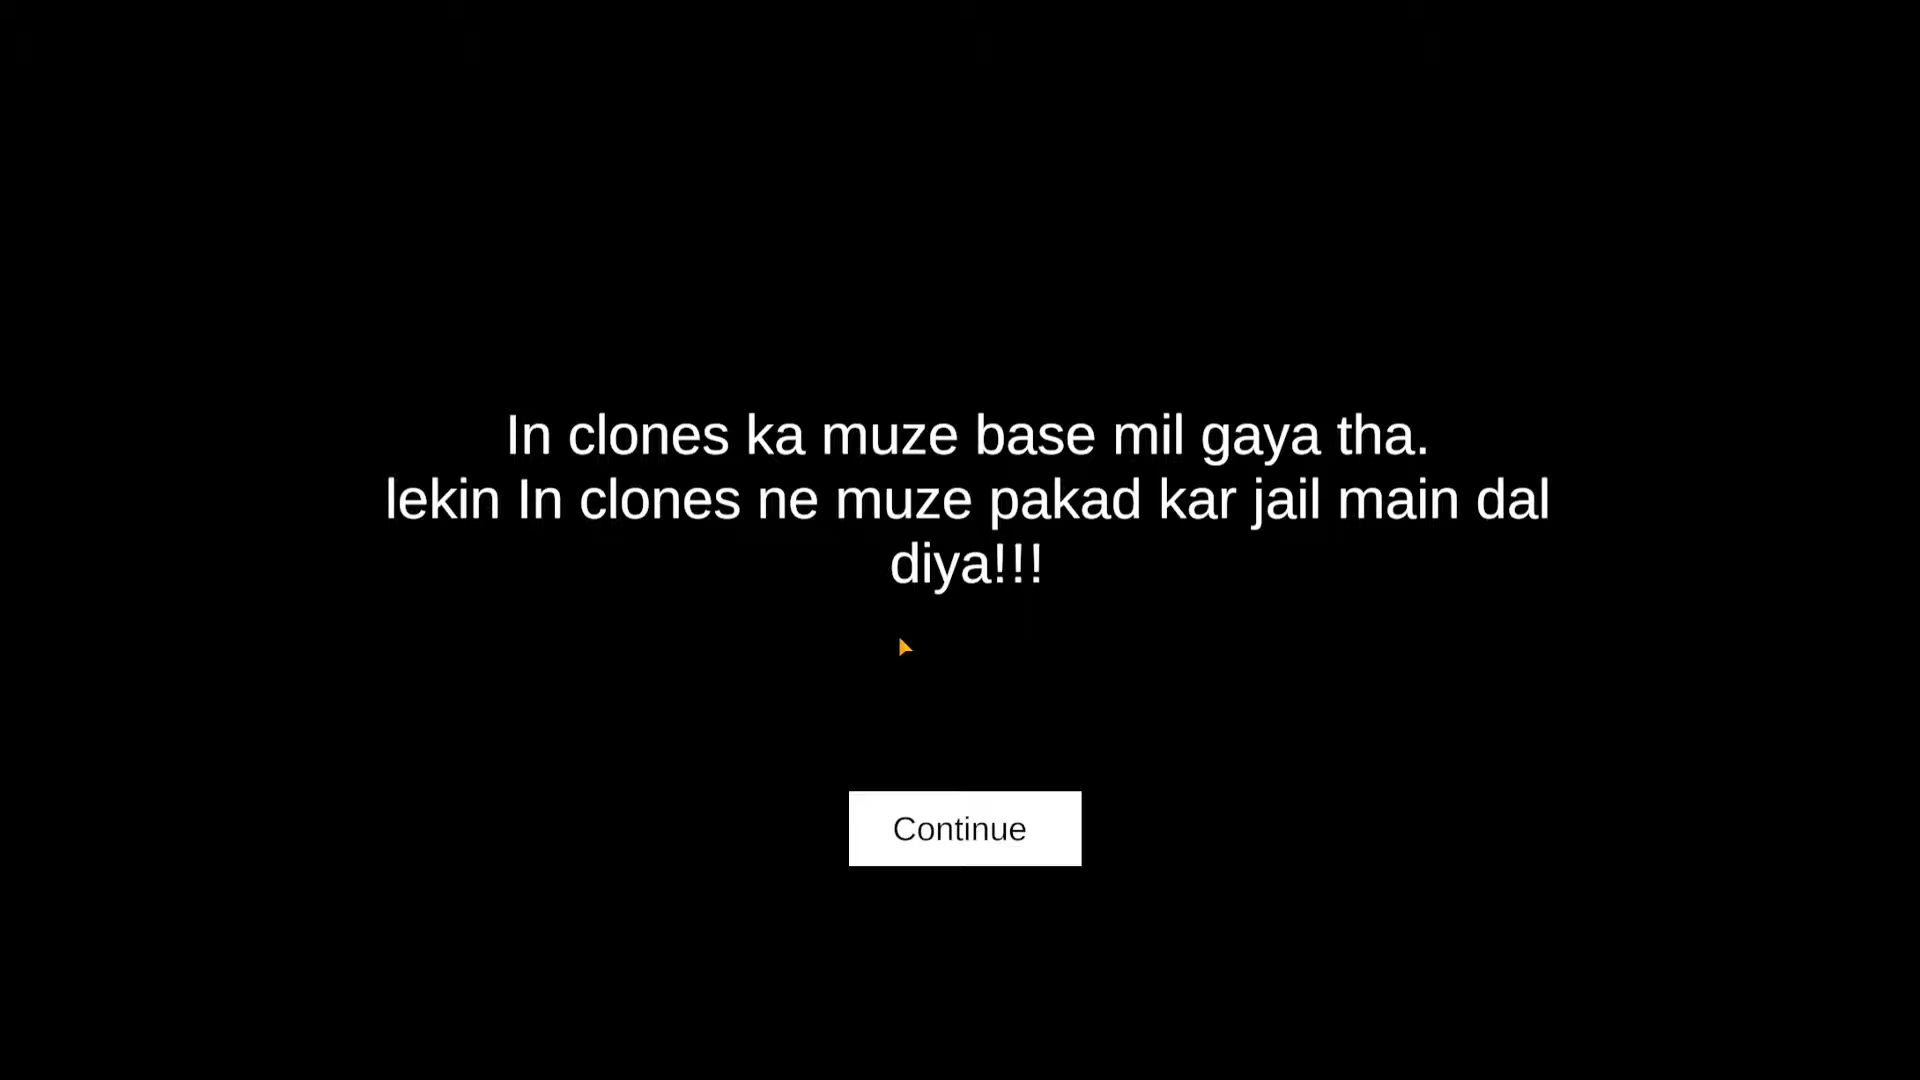 In clones ka muze base mil gaya tha.
lekin In clones ne muze pakad kar jail main dal
diya!!!
Continue